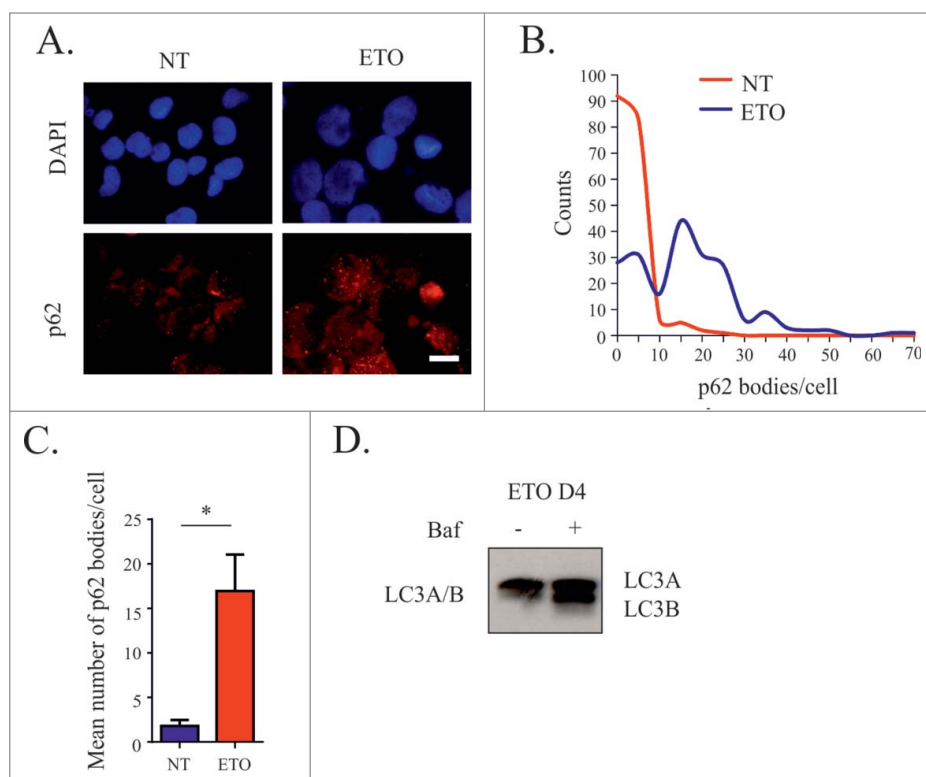 A.
NT
ETO
DAPI
p62
B.
NT
ETO
Counts
100
90
80
70
60
50
40
30
20
10
0
0 10 20 30 40 50 60 70
p62 bodies/cell
C.
Mean number of p62 bodies/cell
25
20
15
10
5
0
*
NT ETO
D.
ETO D4
Baf - +
LC3A/B
LC3A
LC3B